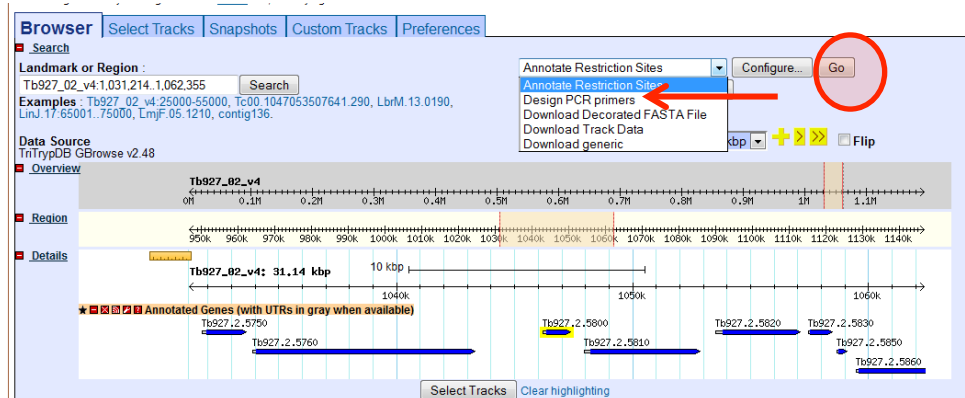 Browser Select Tracks Snapshots Custom Tracks Preferences
Search
Landmark or Region :
Tb927_02_v4:1,031,214..1,062,355 Search
Annotate Restriction Sites Configure... Go
Examples : Tb927_02_v4:25000-55000, Tc00.1047053507641.290, LbrM.13.0190,
LinJ.17:65001..75000, LmjF.05.1210, contig136.
Annotate Restriction Sites
Design PCR primers
Download Decorated FASTA File
Download Track Data
Download generic
Data Source
TriTrypDB GBrowse v2.48
kbp + > >> Flip
Overview
Tb927_02_v4
0M 0.1M 0.2M 0.3M 0.4M 0.5M 0.6M 0.7M 0.8M 0.9M 1M 1.1M
Region
950k 960k 970k 980k 990k 1000k 1010k 1020k 1030k 1040k 1050k 1060k 1070k 1080k 1090k 1100k 1110k 1120k 1130k 1140k
Details
Tb927_02_v4: 31.14 kbp 10 kbp
1040k 1050k 1060k
Annotated Genes (with UTRs in gray when available)
Tb927.2.5750 Tb927.2.5800 Tb927.2.5820 Tb927.2.5830
Tb927.2.5760 Tb927.2.5810 Tb927.2.5850
Tb927.2.5860
Select Tracks Clear highlighting